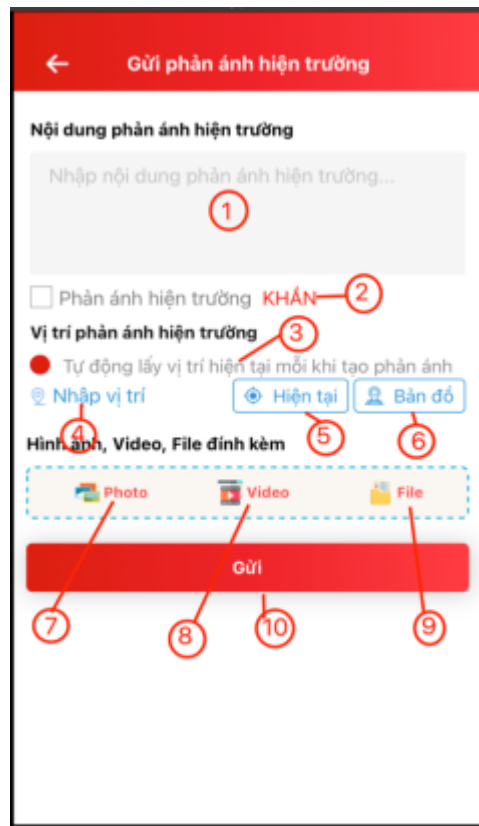 Gửi phản ánh hiện trường
Nội dung phản ánh hiện trường
Nhập nội dung phản ánh hiện trường...
1
Phản ánh hiện trường KHẨN
2
Vị trí phản ánh hiện trường
3
Tự động lấy vị trí hiện tại mỗi khi tạo phản ánh
Nhập vị trí Hiện tại Bản đồ
4 5 6
Hình ảnh, Video, File đính kèm
Photo Video File
Gửi
7 8 10 9